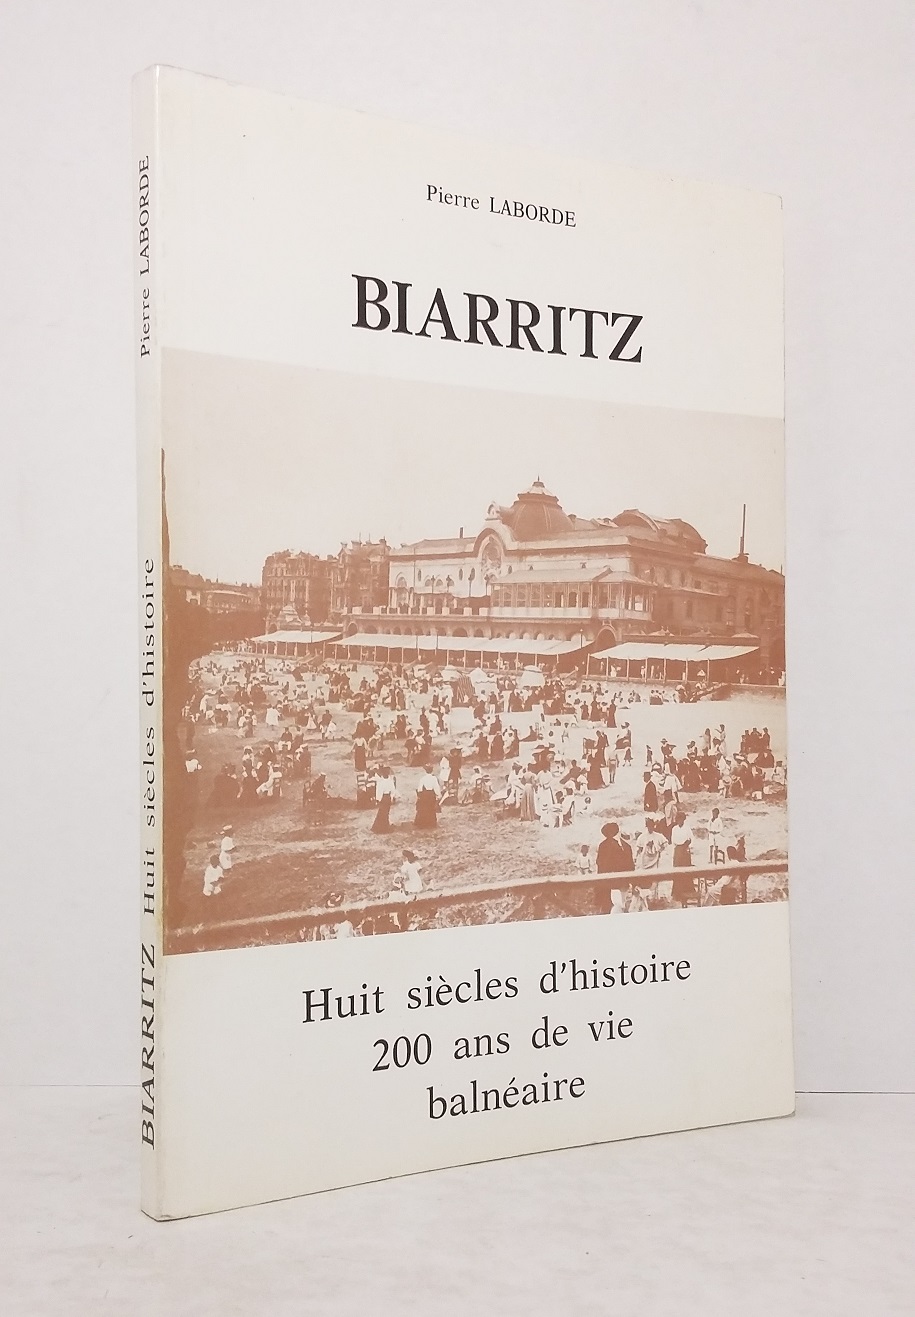 Pierre LABORDE
BIARRITZ
Huit siècles d'histoire
200 ans de vie
balnéaire
BIARRITZ Huit siècles d'histoire Pierre LABORDE